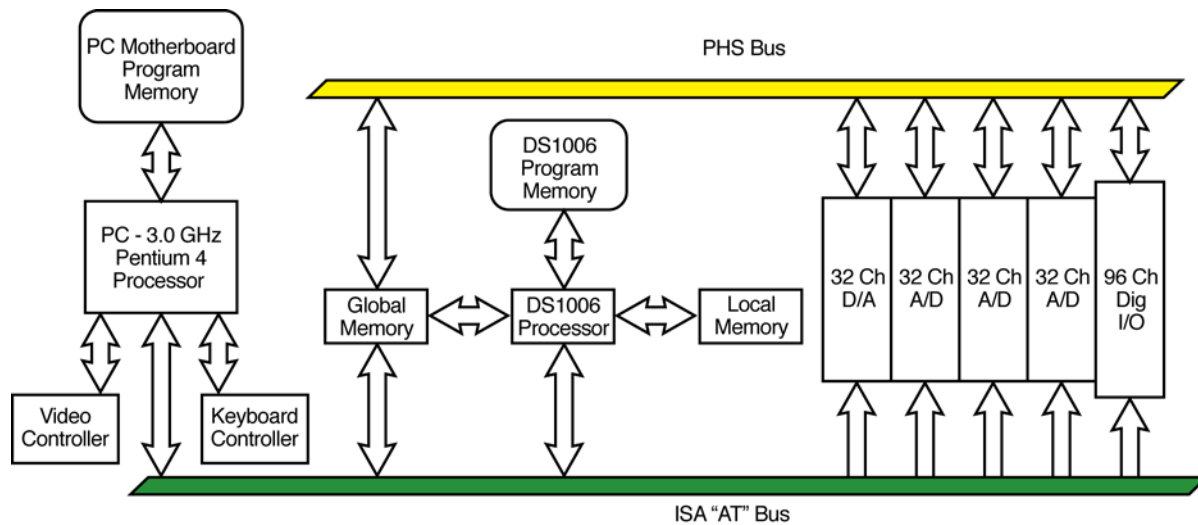 PC Motherboard
Program
Memory
PHS Bus
DS1006
Program
Memory
PC - 3.0 GHz
Pentium 4
Processor
Global
Memory
DS1006
Processor
Local
Memory
32 Ch
D/A
32 Ch
A/D
32 Ch
A/D
32 Ch
A/D
96 Ch
Dig
I/O
Video
Controller
Keyboard
Controller
ISA “AT” Bus